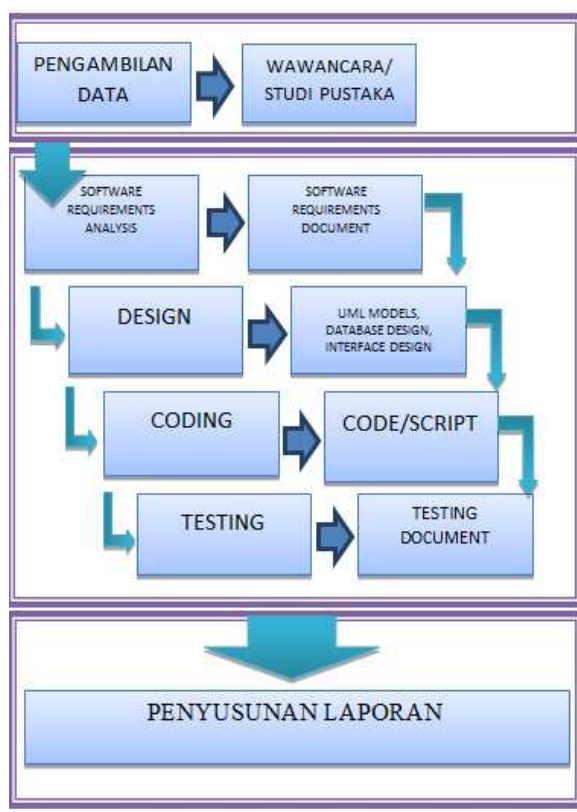 PENGAMBILAN
DATA
WAWANCARA/
STUDI PUSTAKA
SOFTWARE
REQUIREMENTS
ANALYSIS
SOFTWARE
REQUIREMENTS
DOCUMENT
DESIGN
UML MODELS,
DATABASE DESIGN,
INTERFACE DESIGN
CODING
CODE/SCRIPT
TESTING
TESTING
DOCUMENT
PENYUSUNAN LAPORAN